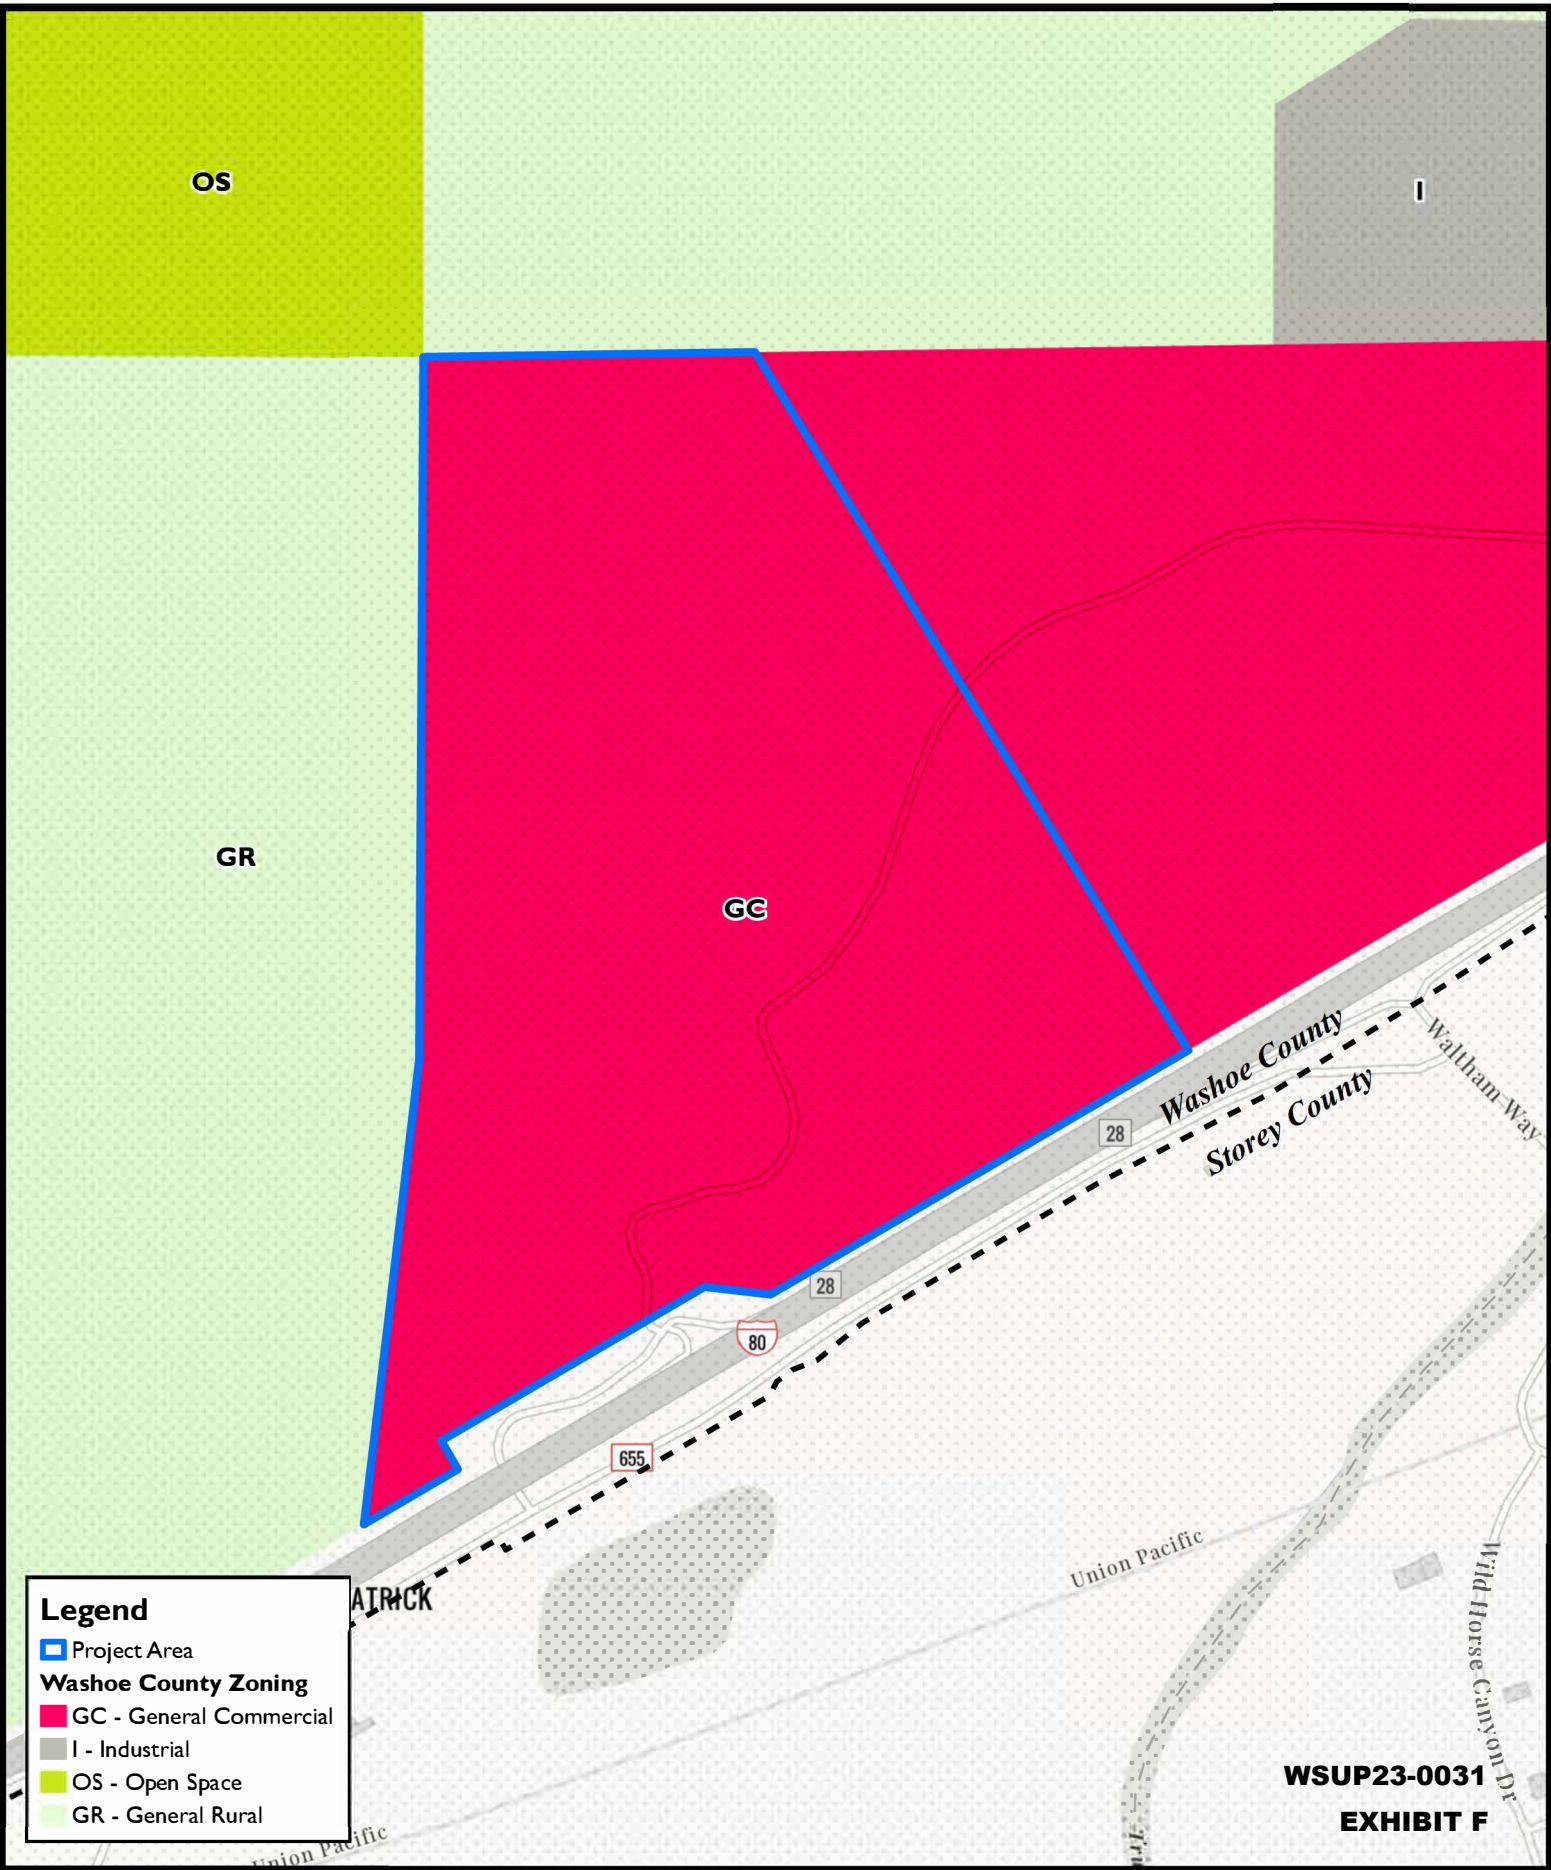 OS
I
GR
GC
Washoe County
Storey County
Waltham Way
28
28
80
655
ATRICK
Union Pacific
Wild Horse Canyon Dr
Legend
Project Area
Washoe County Zoning
GC - General Commercial
I - Industrial
OS - Open Space
GR - General Rural
Union Pacific
WSUP23-0031
EXHIBIT F